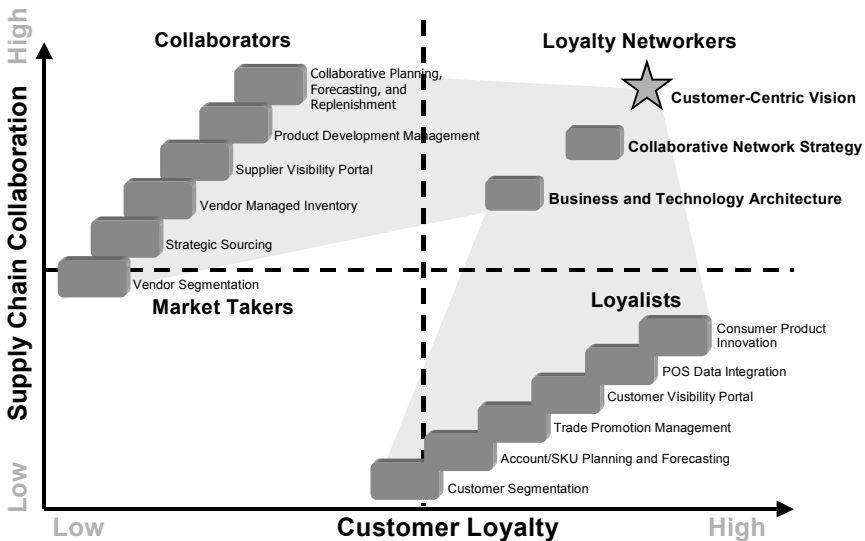 High
Collaborators
Loyalty Networkers
Collaborative Planning,
Forecasting, and
Replenishment
Customer-Centric Vision
Product Development Management
Collaborative Network Strategy
Supplier Visibility Portal
Business and Technology Architecture
Vendor Managed Inventory
Strategic Sourcing
Vendor Segmentation
Supply Chain Collaboration
Market Takers
Loyalists
Consumer Product
Innovation
POS Data Integration
Customer Visibility Portal
Trade Promotion Management
Account/SKU Planning and Forecasting
Customer Segmentation
Low
Low
Customer Loyalty
High